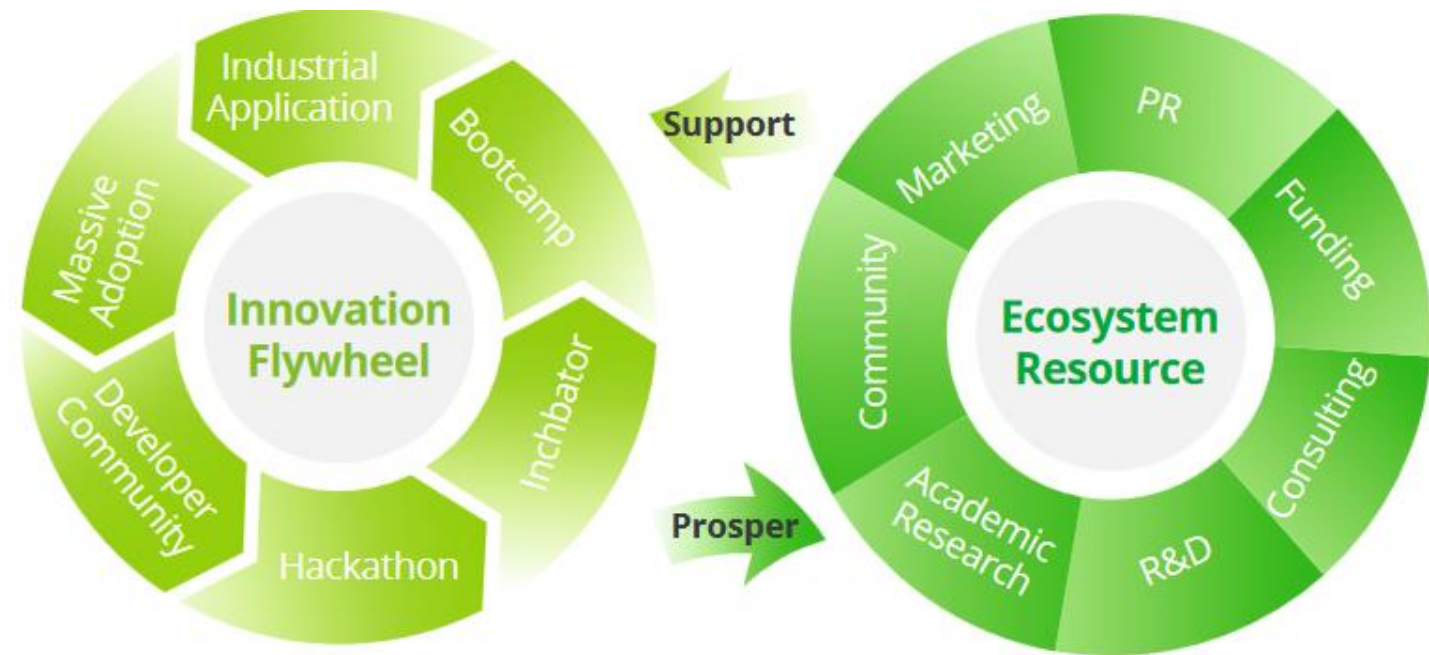 Industrial
Application
Bootcamp
Inchbator
Hackathon
Developer
Community
Massive
Adoption
Innovation
Flywheel
Support
Prosper
PR
Funding
Consulting
R&D
Academic
Research
Community
Marketing
Ecosystem
Resource